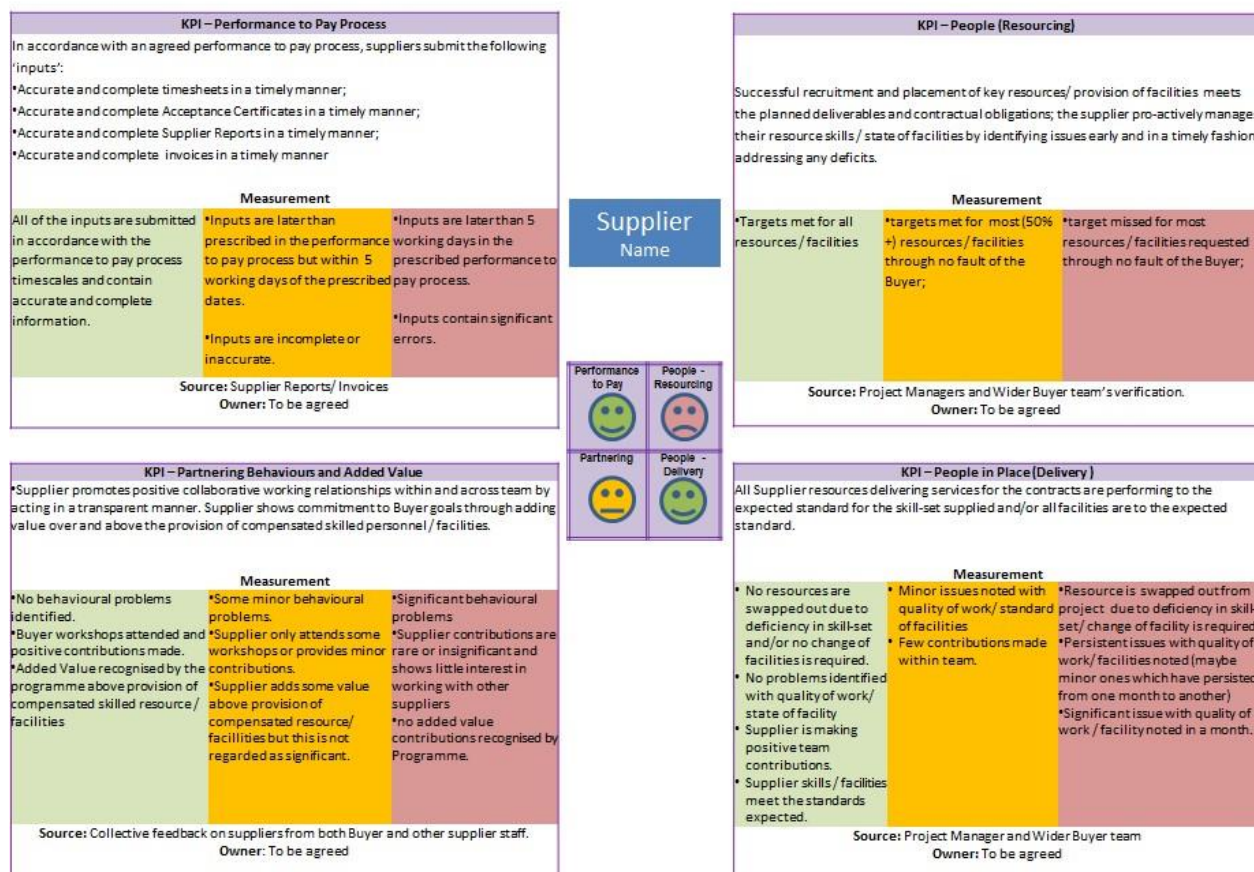 KPI – Performance to Pay Process
In accordance with an agreed performance to pay process, suppliers submit the following
‘inputs’:
•Accurate and complete timesheets in a timely manner;
•Accurate and complete Acceptance Certificates in a timely manner;
•Accurate and complete Supplier Reports in a timely manner;
•Accurate and complete invoices in a timely manner
Measurement
All of the inputs are submitted
in accordance with the
performance to pay process
timescales and contain
accurate and complete
information.
•Inputs are later than
prescribed in the performance
to pay process but within 5
working days of the prescribed
dates.
•Inputs are incomplete or
inaccurate.
•Inputs are later than 5
working days in the
prescribed performance to
pay process.
•Inputs contain significant
errors.
Source: Supplier Reports/ Invoices
Owner: To be agreed
KPI – People (Resourcing)
Successful recruitment and placement of key resources/ provision of facilities meets
the planned deliverables and contractual obligations; the supplier pro-actively manage
their resource skills / state of facilities by identifying issues early and in a timely fashion
addressing any deficits.
Measurement
•Targets met for all
resources / facilities
•targets met for most (50%
+) resources / facilities
through no fault of the
Buyer;
•target missed for most
resources / facilities requested
through no fault of the Buyer;
Source: Project Managers and Wider Buyer team’s verification.
Owner: To be agreed
Supplier
Name
Performance
to Pay
People -
Resourcing
Partnering
People -
Delivery
KPI – Partnering Behaviours and Added Value
•Supplier promotes positive collaborative working relationships within and across team by
acting in a transparent manner. Supplier shows commitment to Buyer goals through adding
value over and above the provision of compensated skilled personnel / facilities.
Measurement
•No behavioural problems
identified.
•Buyer workshops attended and
positive contributions made.
•Added Value recognised by the
programme above provision of
compensated skilled resource /
facilities
•Some minor behavioural
problems.
•Supplier only attends some
workshops or provides minor
contributions.
•Supplier adds some value
above provision of
compensated resource/
facillities but this is not
regarded as significant.
•Significant behavioural
problems
•Supplier contributions are
rare or insignificant and
shows little interest in
working with other
suppliers
•no added value
contributions recognised by
Programme.
Source: Collective feedback on suppliers from both Buyer and other supplier staff.
Owner: To be agreed
KPI – People in Place (Delivery )
All Supplier resources delivering services for the contracts are performing to the
expected standard for the skill-set supplied and/or all facilities are to the expected
standard.
Measurement
• No resources are
swapped out due to
deficiency in skill-set
and/or no change of
facilities is required.
• No problems identified
with quality of work/
state of facility
• Supplier is making
positive team
contributions.
• Supplier skills / facilities
meet the standards
expected.
• Minor issues noted with
quality of work/ standard
of facilities
• Few contributions made
within team.
•Resource is swapped out from
project due to deficiency in skill-
set/ change of facility is required
•Persistent issues with quality of
work/ facilities noted (maybe
minor ones which have persisted
from one month to another)
•Significant issue with quality of
work / facility noted in a month.
Source: Project Manager and Wider Buyer team
Owner: To be agreed